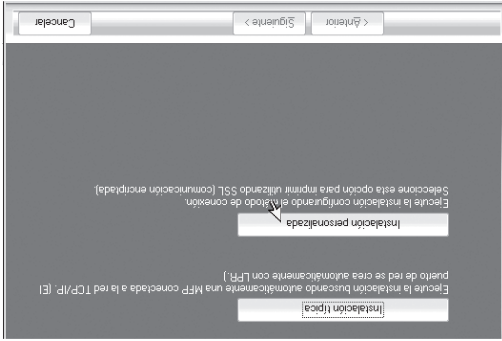 Instalación típica
Ejecute la instalación buscando automáticamente una MFP conectada a la red TCP/IP. (El
puerto de red se crea automáticamente con LPR.)
Instalación personalizada
Ejecute la instalación configurando el método de conexión.
Seleccione esta opción para imprimir utilizando SSL (comunicación encriptada).
< Anterior
Siguiente >
Cancelar